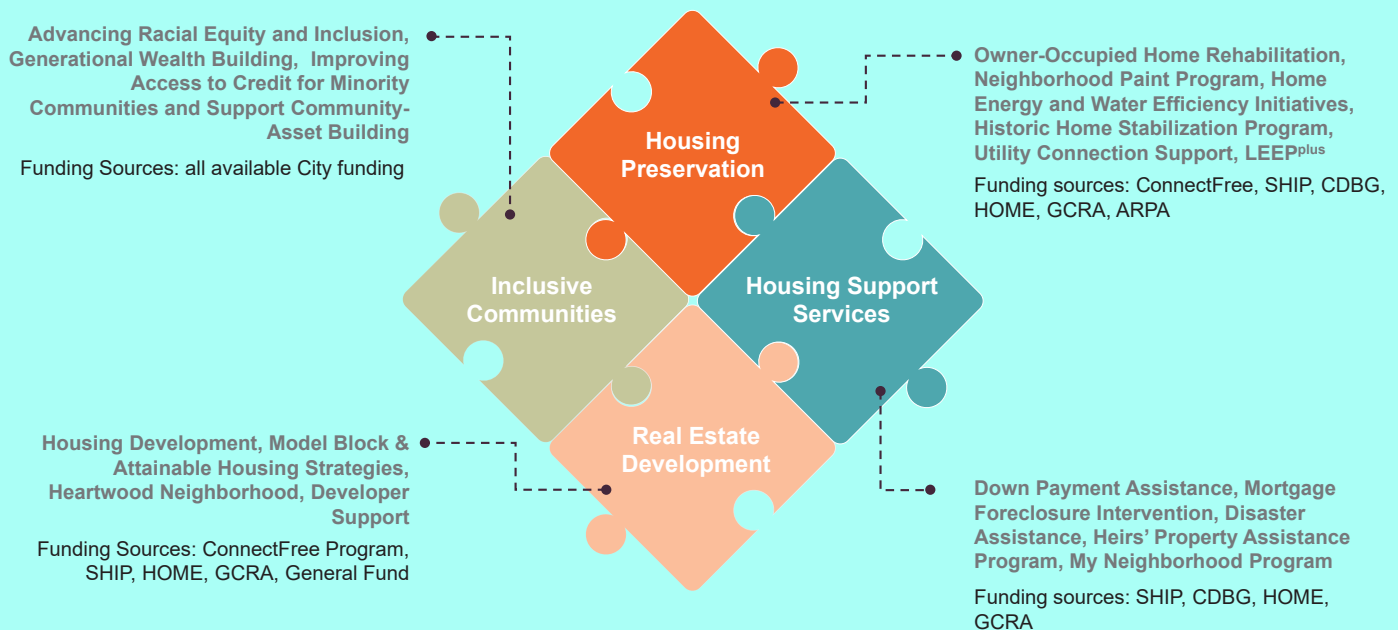 Advancing Racial Equity and Inclusion,
Generational Wealth Building,  Improving
Access to Credit for Minority
Communities and Support Community-
Asset Building
Funding Sources: all available City funding
Owner-Occupied Home Rehabilitation,
Neighborhood Paint Program, Home
Energy and Water Efficiency Initiatives,
Historic Home Stabilization Program,
Utility Connection Support, LEEPplus
Funding sources: ConnectFree, SHIP, CDBG,
HOME, GCRA, ARPA
Housing
Preservation
Inclusive
Communities
Housing Support
Services
Real Estate
Development
Housing Development, Model Block &
Attainable Housing Strategies,
Heartwood Neighborhood, Developer
Support
Funding Sources: ConnectFree Program,
SHIP, HOME, GCRA, General Fund
Down Payment Assistance, Mortgage
Foreclosure Intervention, Disaster
Assistance, Heirs’ Property Assistance
Program, My Neighborhood Program
Funding sources: SHIP, CDBG, HOME,
GCRA